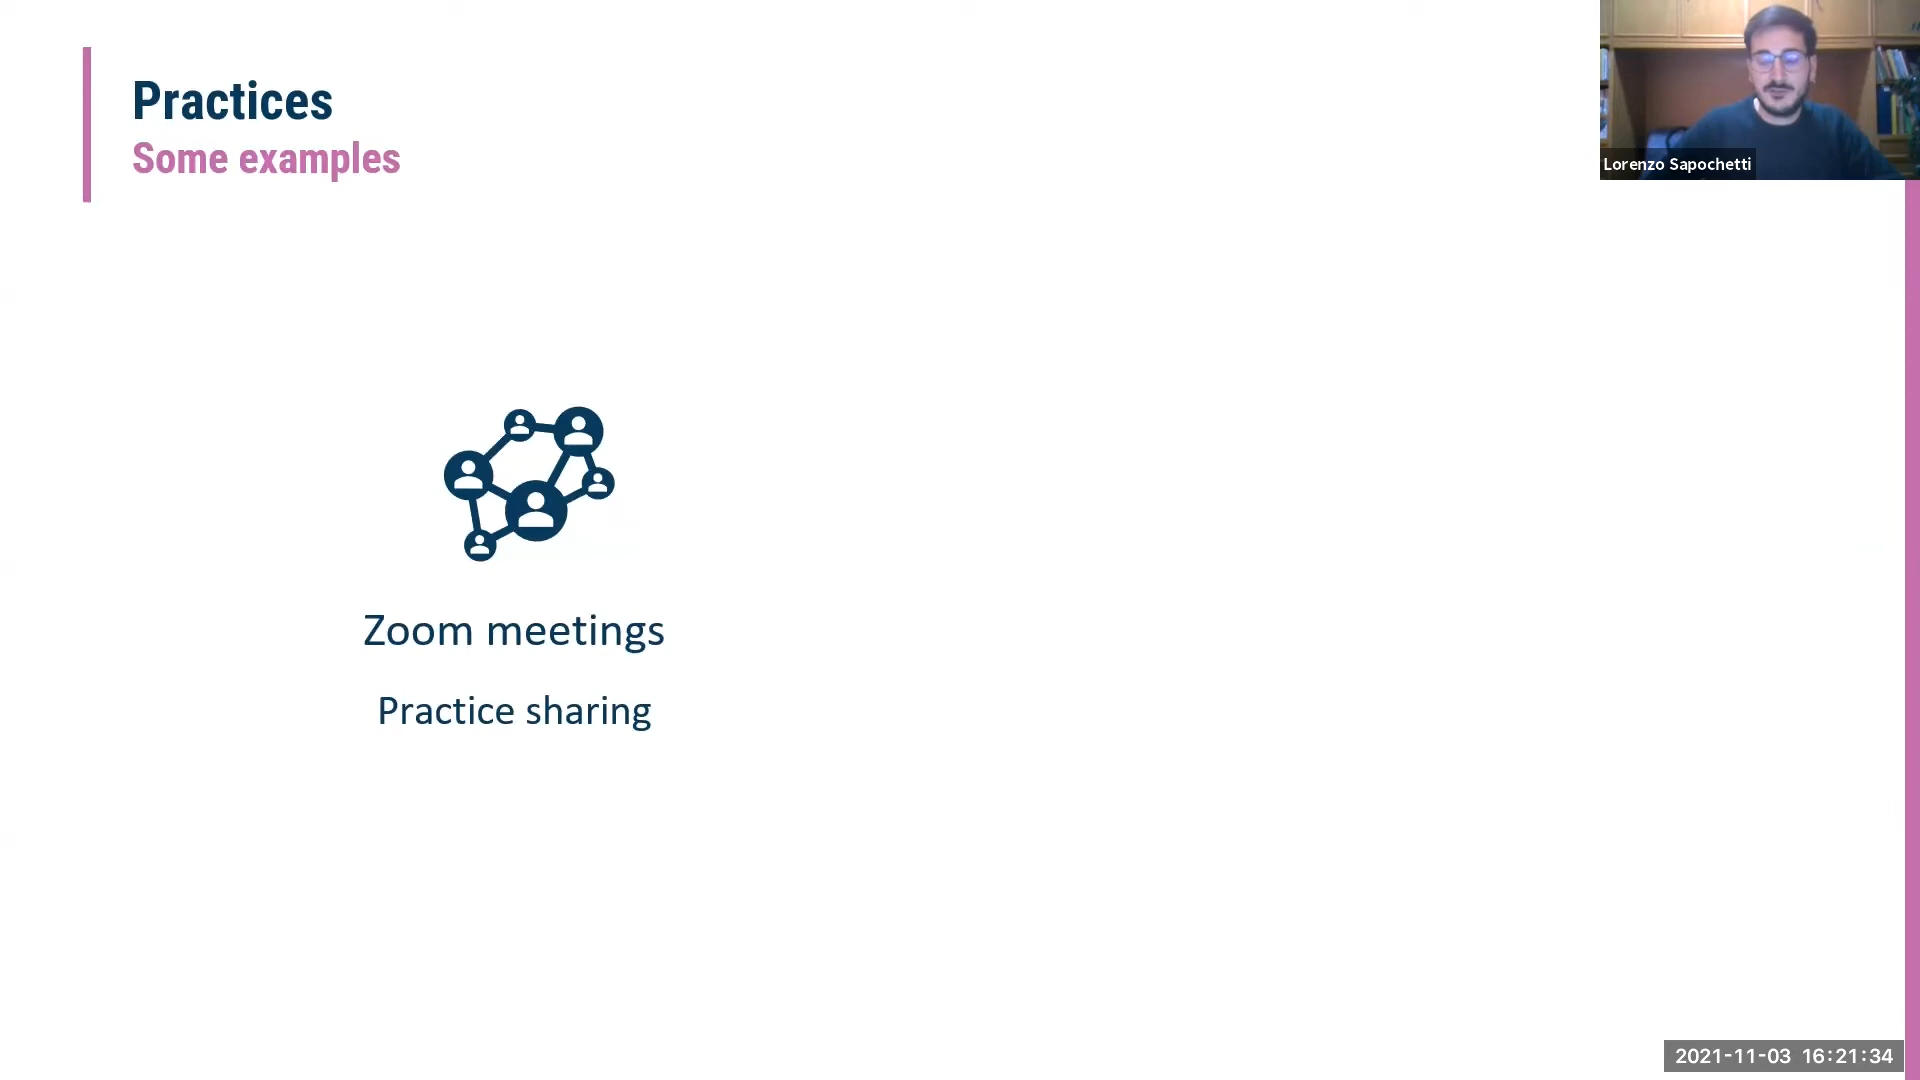 Practices
Some examples
Lorenzo Sapochetti
Zoom meetings
Practice sharing
2021-11-03 16:21:34